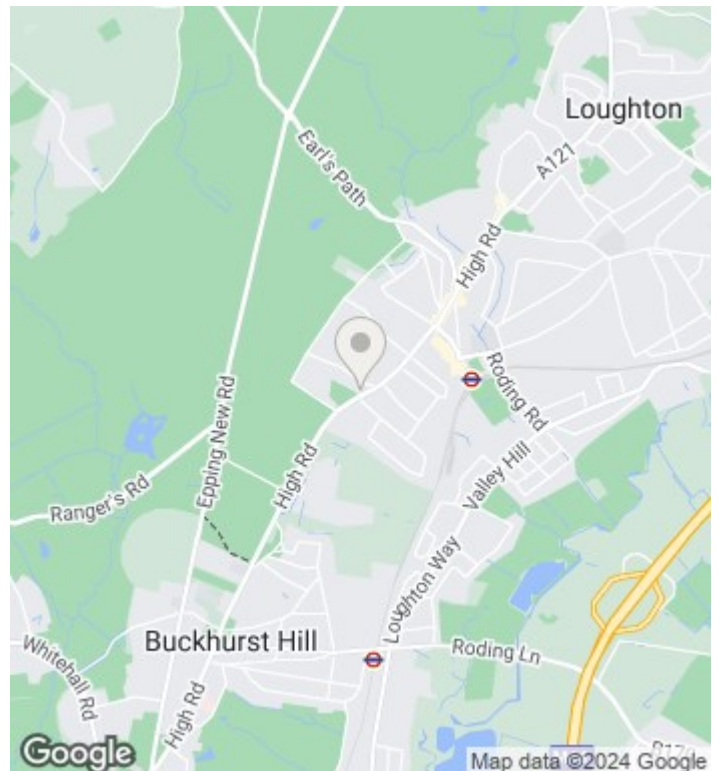 Loughton
A121
Earl's Path
High Rd
Roding Rd
Epping New Rd
High Rd
Valley Hill
Ranger's Rd
Loughton Way
Buckhurst Hill
Roding Ln
Whitehall Rd
High Rd
Google
Map data ©2024 Google